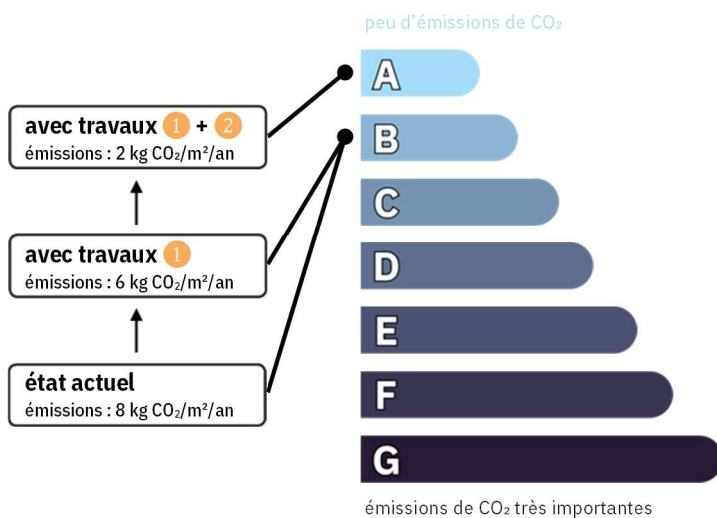 peu d'émissions de CO₂
A
avec travaux 1 + 2
émissions : 2 kg CO₂/m²/an
B
C
avec travaux 1
émissions : 6 kg CO₂/m²/an
D
E
état actuel
émissions : 8 kg CO₂/m²/an
F
G
émissions de CO₂ très importantes